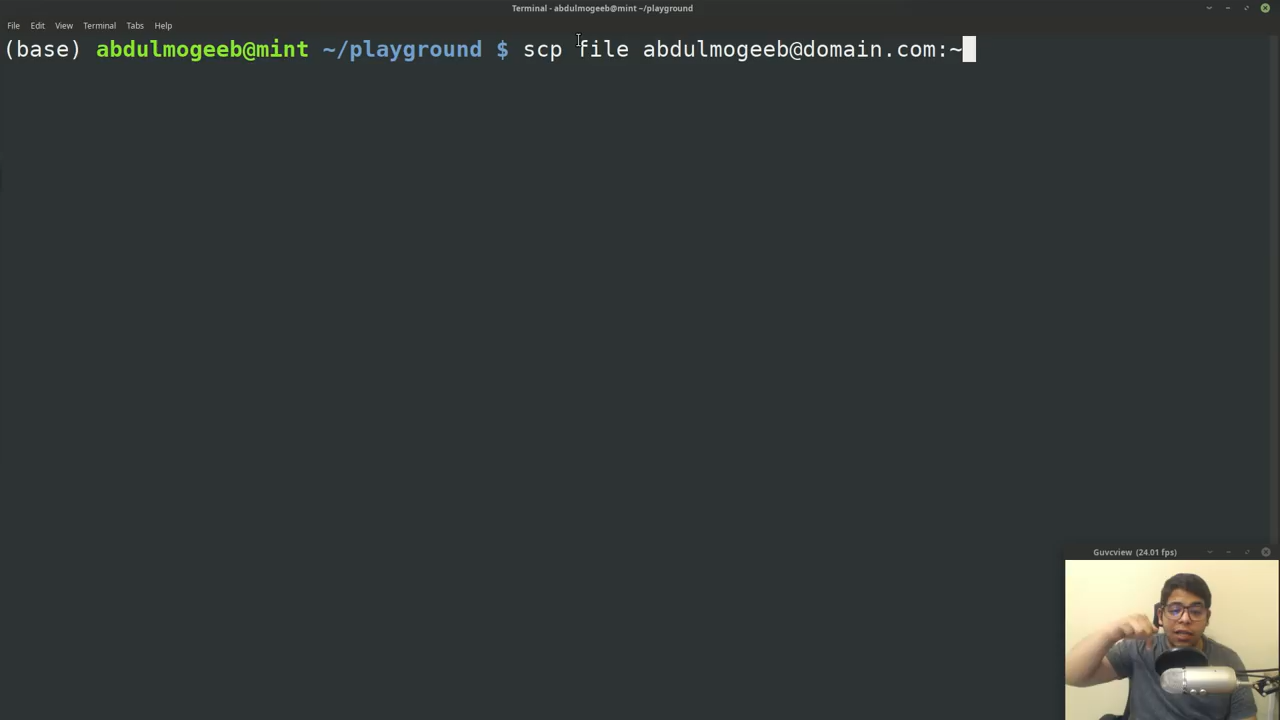 Terminal - abdulmogeeb@mint ~/playground
File Edit View Terminal Tabs Help
(base) abdulmogeeb@mint ~/playground $ scp file abdulmogeeb@domain.com:~
Guvcview (24.01 fps)